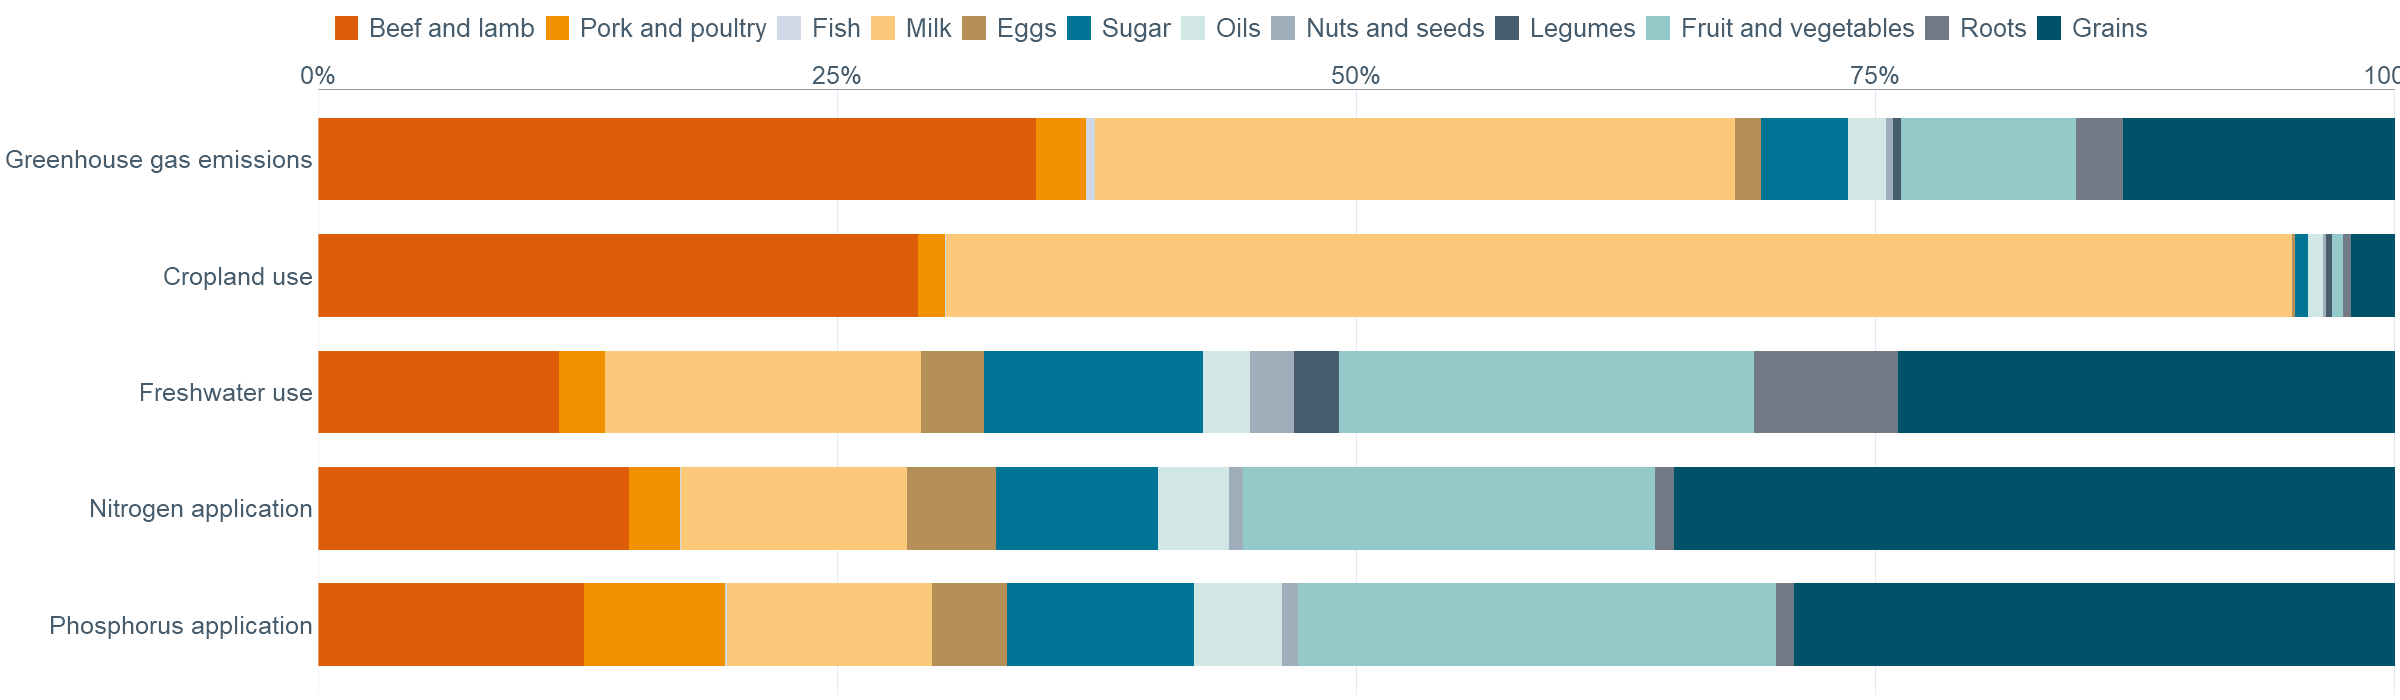 Beef and lamb Pork and poultry Fish Milk Eggs Sugar Oils Nuts and seeds Legumes Fruit and vegetables Roots Grains
0% 25% 50% 75% 100
Greenhouse gas emissions
Cropland use
Freshwater use
Nitrogen application
Phosphorus application